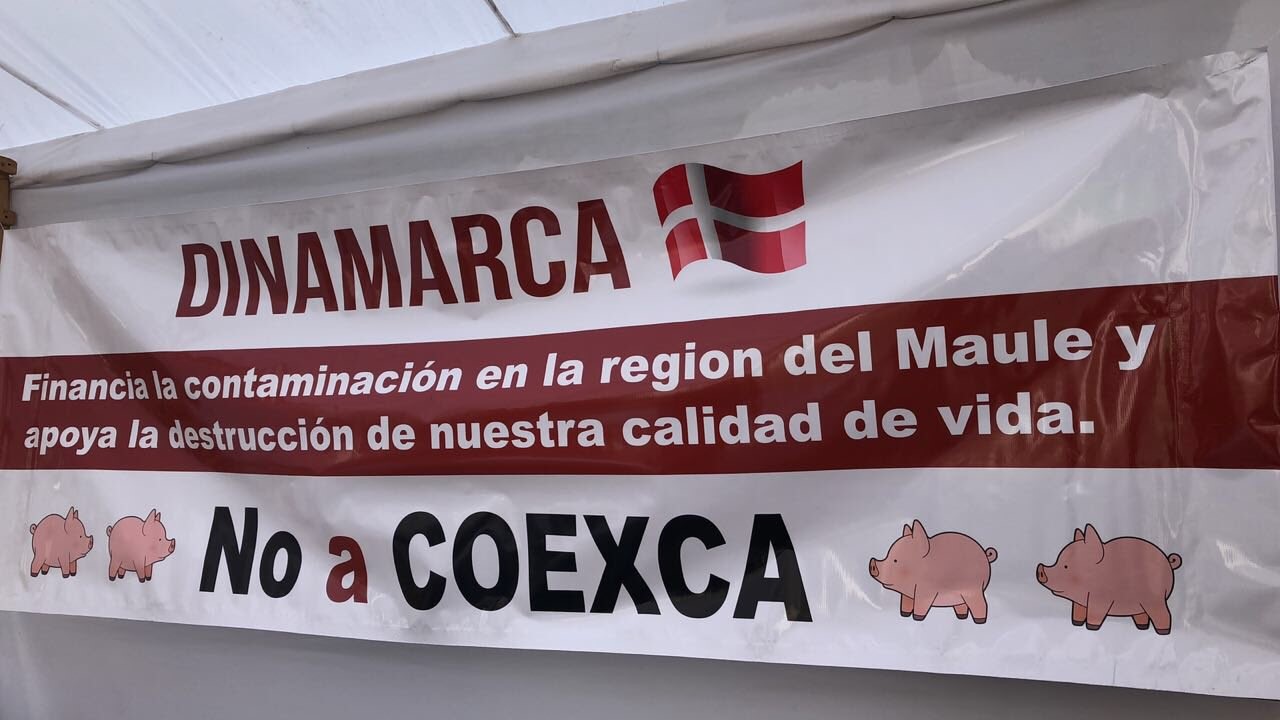 DINAMARCA
Financia la contaminación en la region del Maule y
apoya la destrucción de nuestra calidad de vida.
No a COEXCA